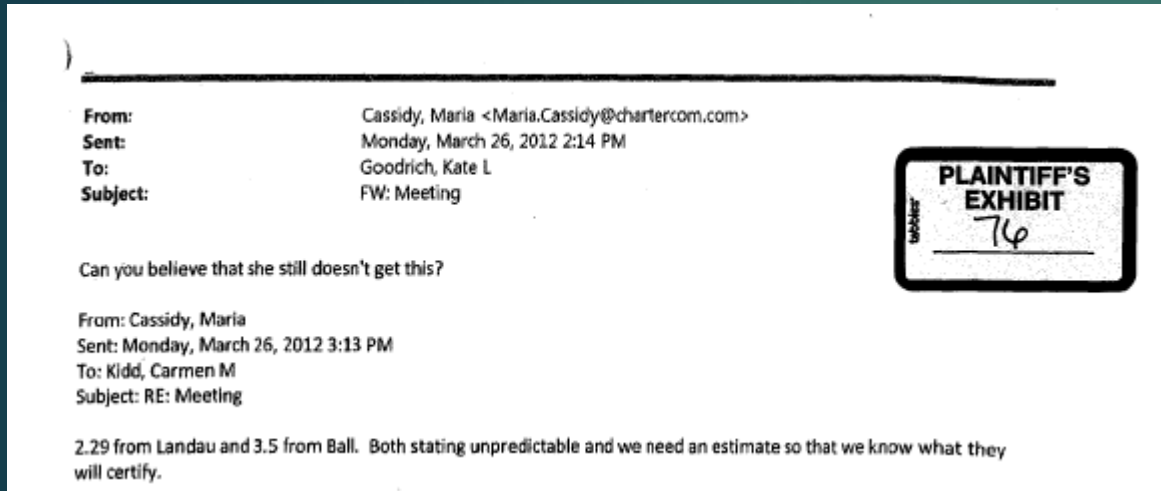 From: Cassidy, Maria <Maria.Cassidy@chartercom.com>
Sent: Monday, March 26, 2012 2:14 PM
To: Goodrich, Kate L
Subject: FW: Meeting
PLAINTIFF'S
EXHIBIT
76
tabbies'
Can you believe that she still doesn't get this?
From: Cassidy, Maria
Sent: Monday, March 26, 2012 3:13 PM
To: Kidd, Carmen M
Subject: RE: Meeting
2.29 from Landau and 3.5 from Ball. Both stating unpredictable and we need an estimate so that we know what they
will certify.